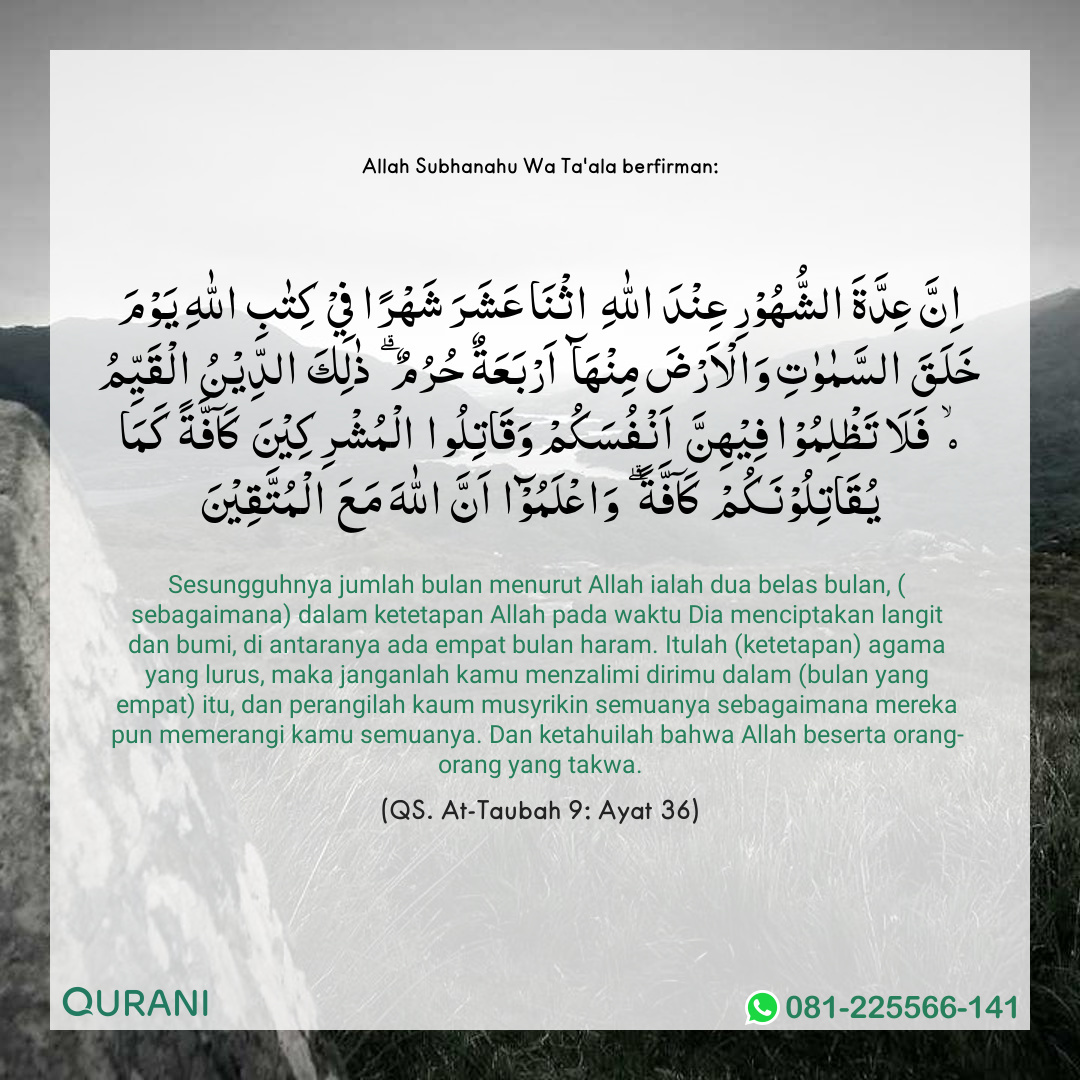 Allah Subhanahu Wa Ta'ala berfirman:
اِنَّ عِدَّةَ الشُّهُوْرِ عِنْدَ اللّٰهِ اثْنَا عَشَرَ شَهْرًا فِيْ كِتٰبِ اللّٰهِ يَوْمَ
خَلَقَ السَّمٰوٰتِ وَالْاَرْضَ مِنْهَاۤ اَرْبَعَةٌ حُرُمٌ ۗ ذٰلِكَ الدِّيْنُ الْقَيِّمُ
ۙ فَلَا تَظْلِمُوْا فِيْهِنَّ اَنْفُسَكُمْ وَقَاتِلُوا الْمُشْرِكِيْنَ كَآفَّةً كَمَا
يُقَاتِلُوْنَكُمْ كَآفَّةً ۗ وَاعْلَمُوْۤا اَنَّ اللّٰهَ مَعَ الْمُتَّقِيْنَ
Sesungguhnya jumlah bulan menurut Allah ialah dua belas bulan, (
sebagaimana) dalam ketetapan Allah pada waktu Dia menciptakan langit
dan bumi, di antaranya ada empat bulan haram. Itulah (ketetapan) agama
yang lurus, maka janganlah kamu menzalimi dirimu dalam (bulan yang
empat) itu, dan perangilah kaum musyrikin semuanya sebagaimana mereka
pun memerangi kamu semuanya. Dan ketahuilah bahwa Allah beserta orang-
orang yang takwa.
(QS. At-Taubah 9: Ayat 36)
QURANI
081-225566-141